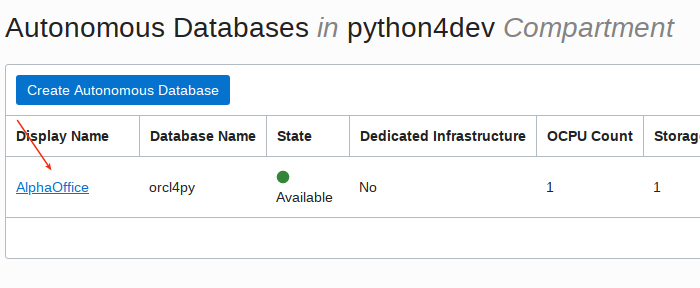 Autonomous Databases in python4dev Compartment
Create Autonomous Database
Display Name Database Name State Dedicated Infrastructure OCPU Count
AlphaOffice orcl4py Available No 1 1